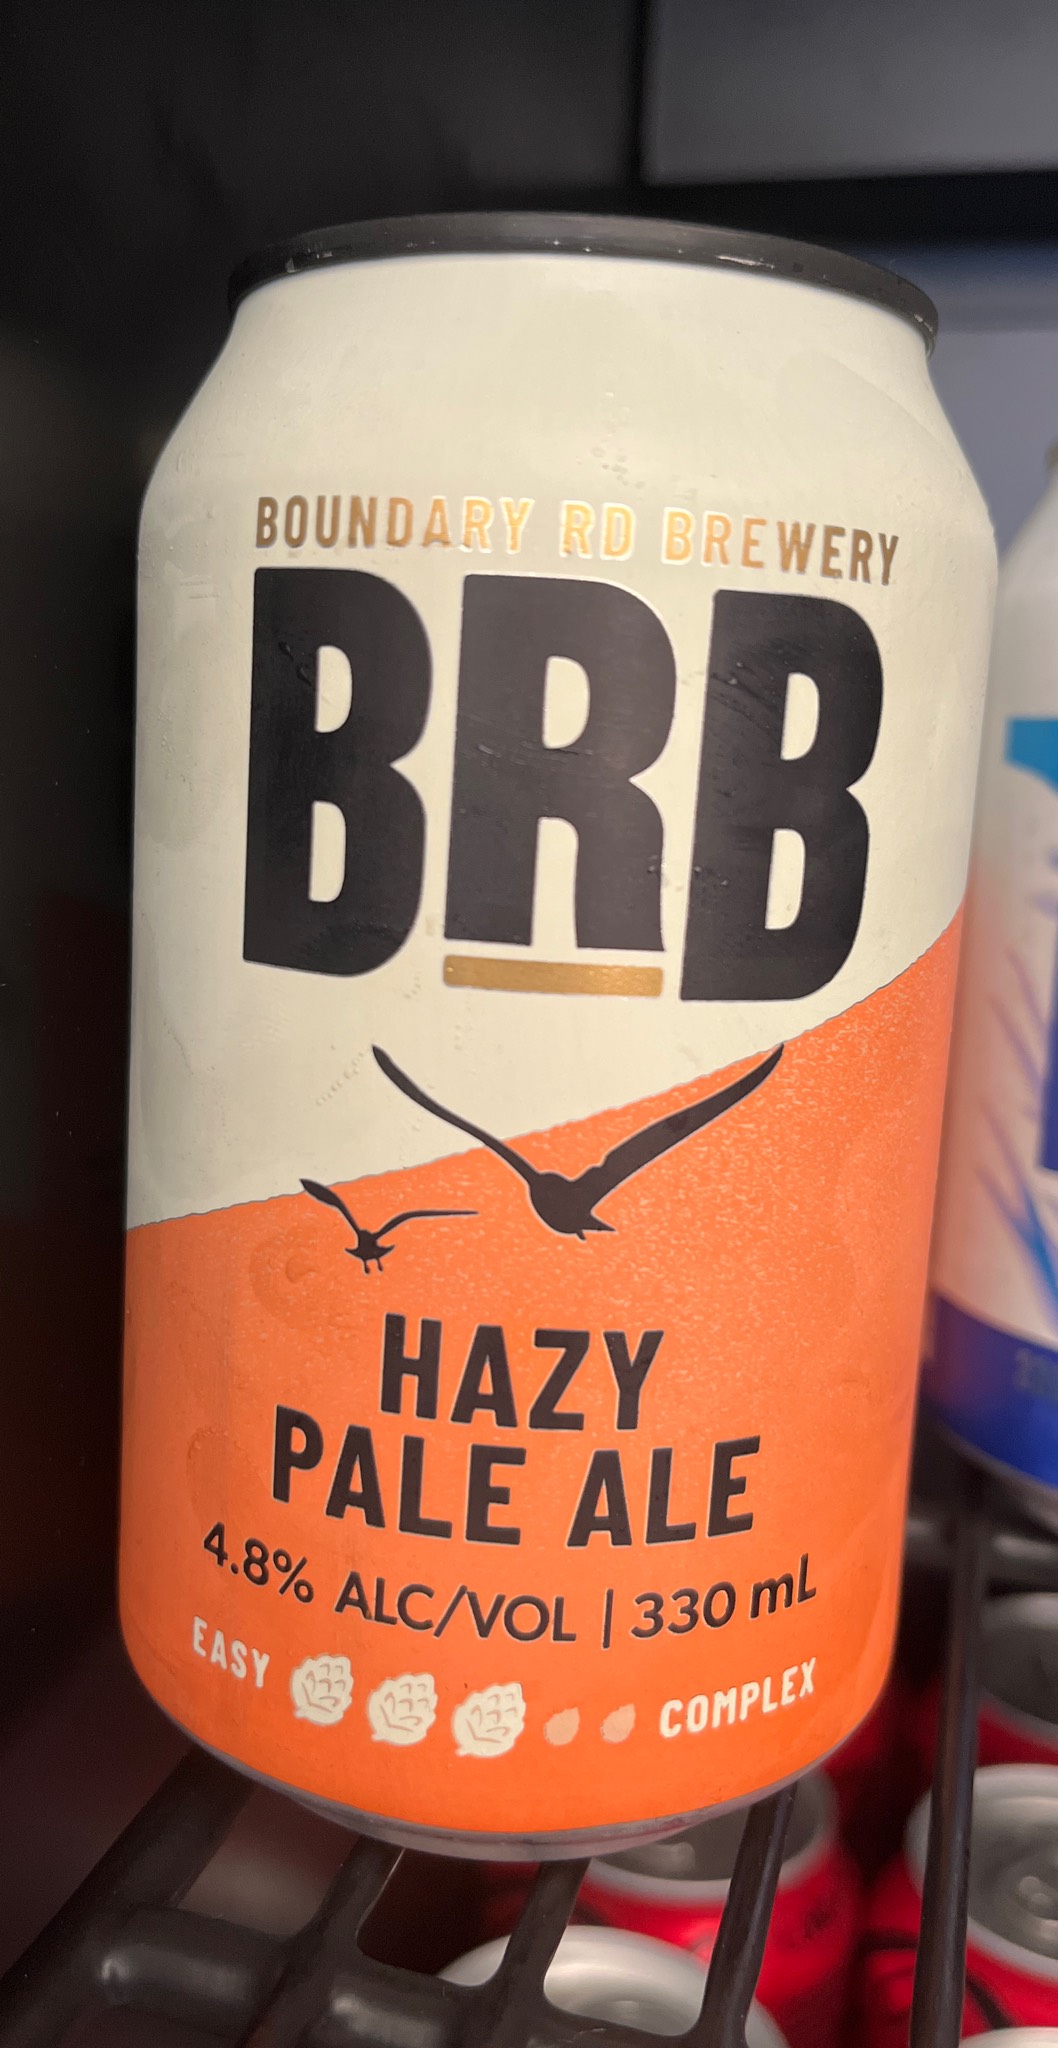 BOUNDARY RD BREWERY
BRB
HAZY
PALE ALE
4.8% ALC/VOL | 330 mL
EASY COMPLEX